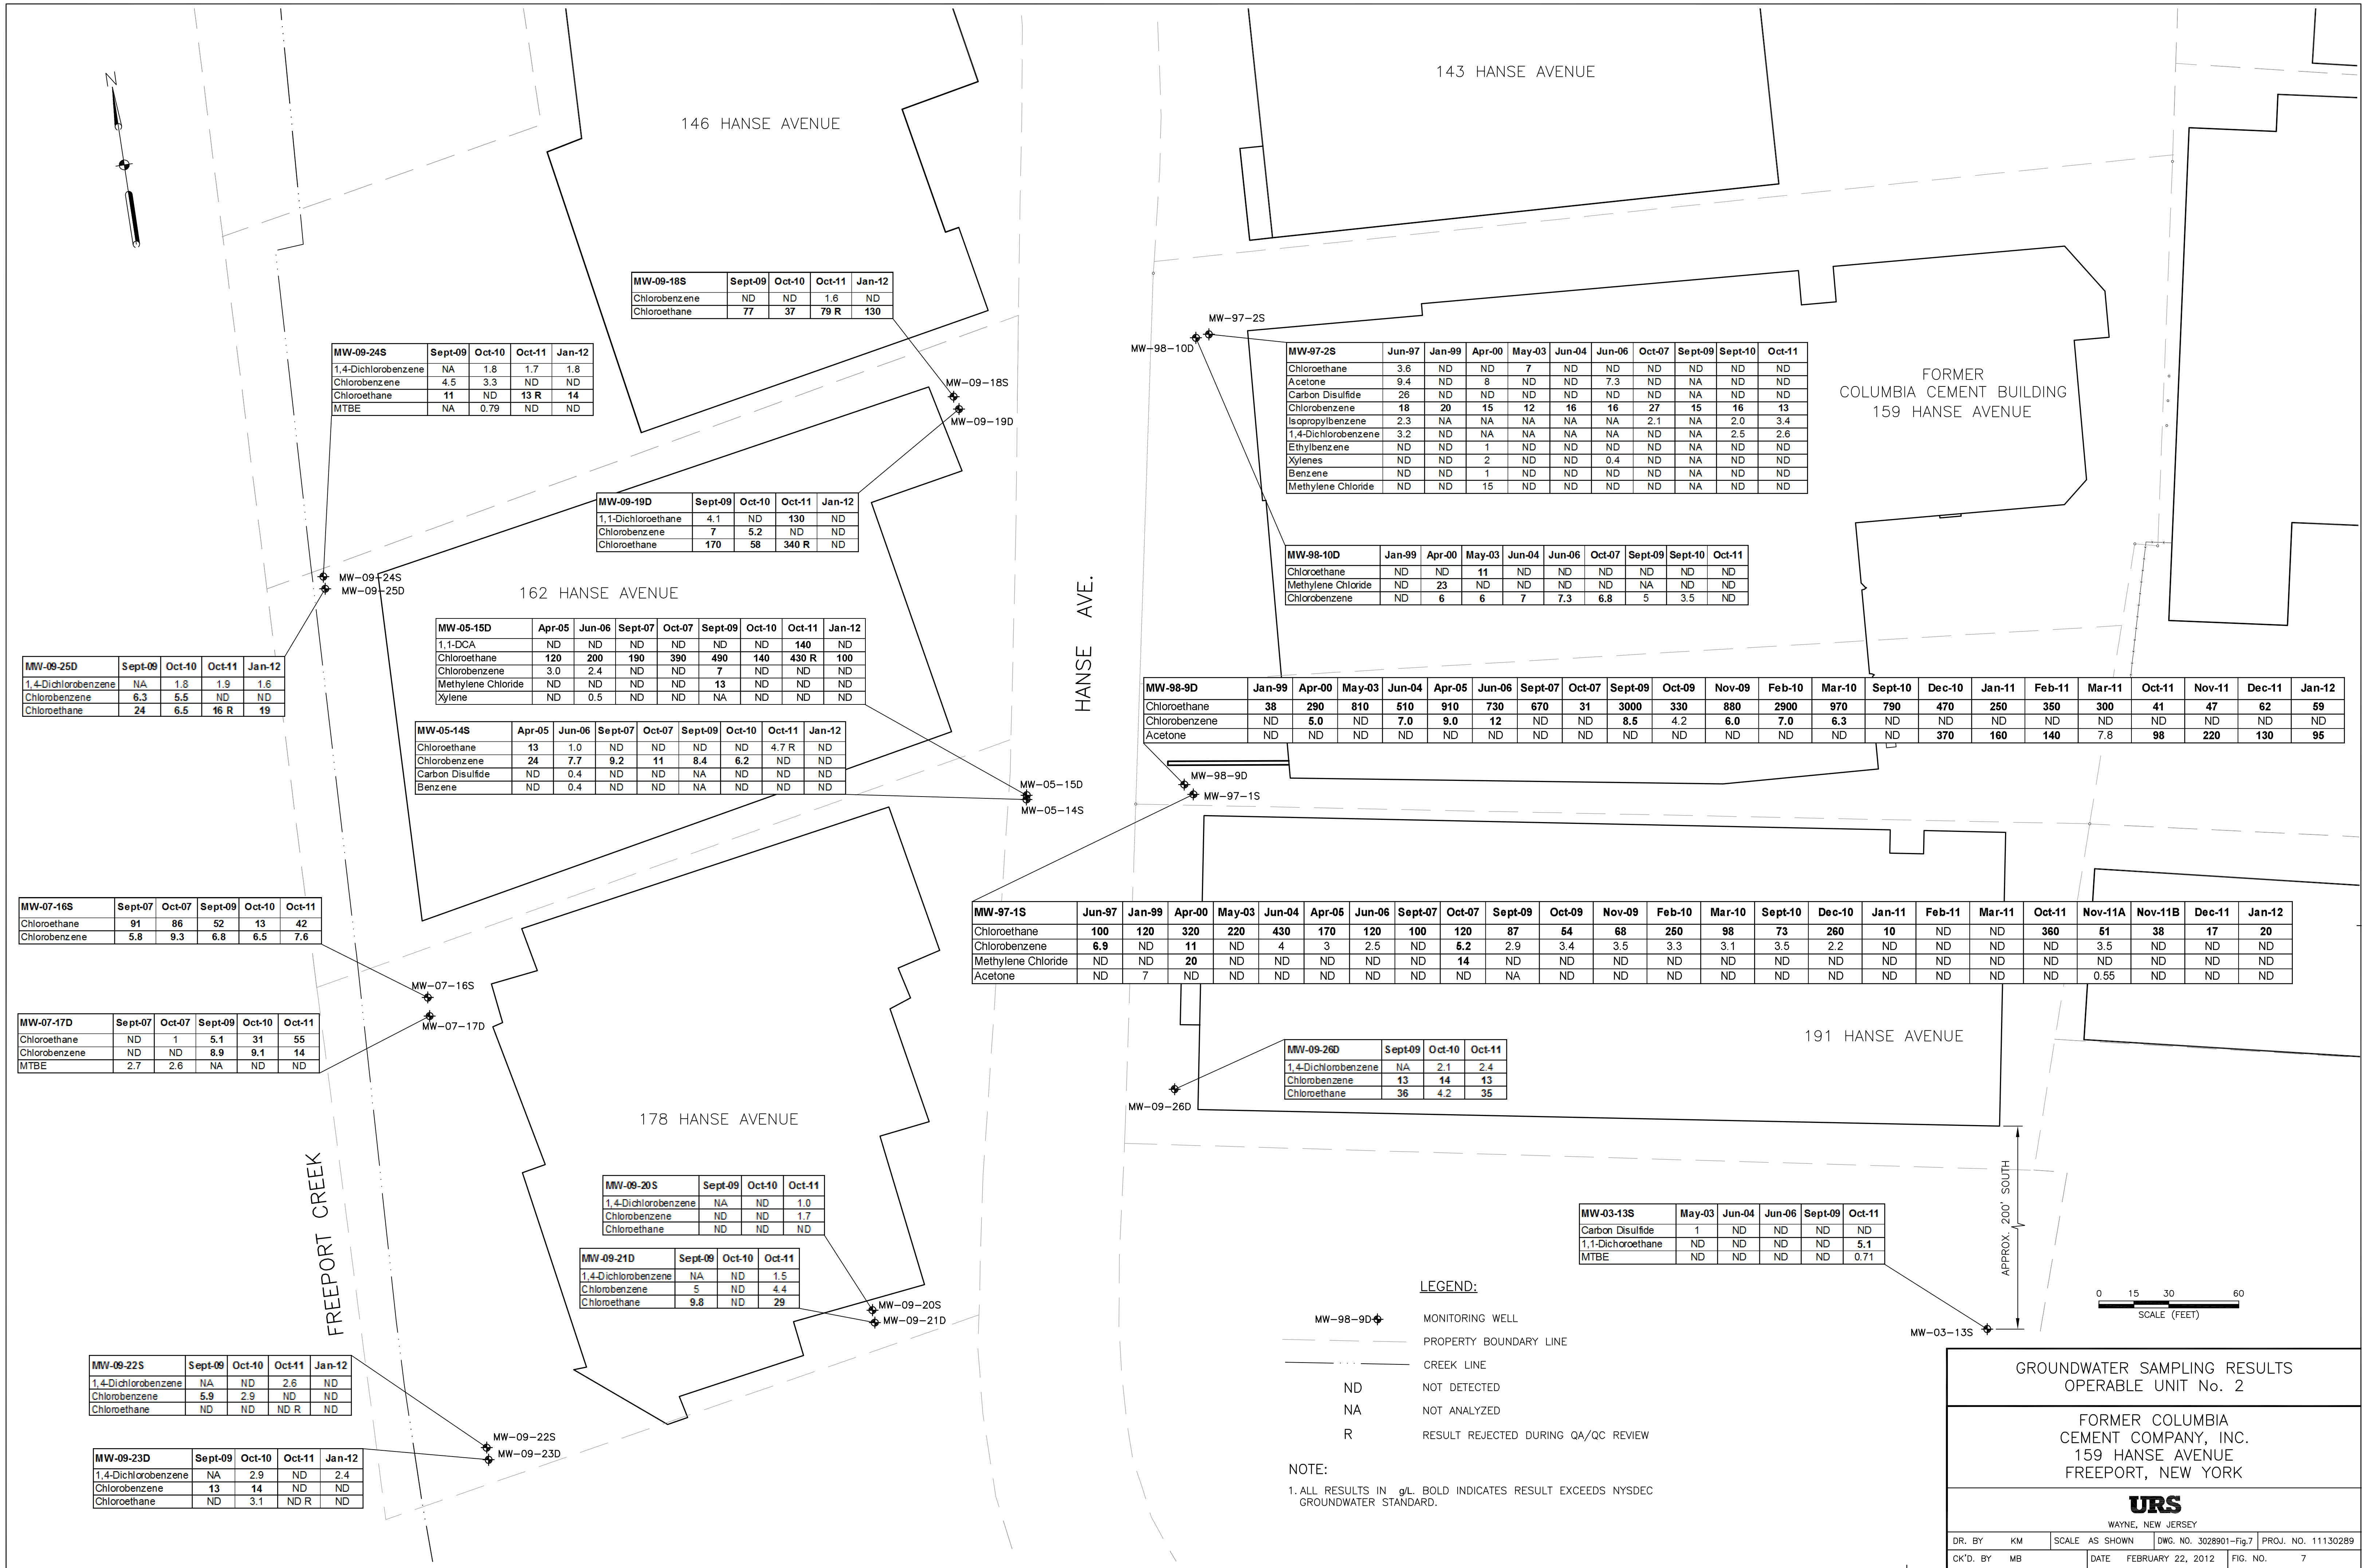 N
146 HANSE AVENUE
143 HANSE AVENUE
MW-09-18S Sept-09 Oct-10 Oct-11 Jan-12
Chlorobenzene ND ND 1.6 ND
Chloroethane 77 37 79 R 130
MW-09-24S Sept-09 Oct-10 Oct-11 Jan-12
1,4-Dichlorobenzene NA 1.8 1.7 1.8
Chlorobenzene 4.5 3.3 ND ND
Chloroethane 11 ND 13 R 14
MTBE NA 0.79 ND ND
MW-97-2S
MW-98-10D
MW-97-2S Jun-97 Jan-99 Apr-00 May-03 Jun-04 Jun-06 Oct-07 Sept-09 Sept-10 Oct-11
Chloroethane 3.6 ND ND 7 ND ND ND ND ND ND
Acetone 9.4 ND 8 ND ND 7.3 ND NA ND ND
Carbon Disulfide 26 ND ND ND ND ND ND NA ND ND
Chlorobenzene 18 20 15 12 16 16 27 15 16 13
Isopropylbenzene 2.3 NA NA NA NA NA 2.1 NA 2.0 3.4
1,4-Dichlorobenzene 3.2 ND NA NA NA NA ND NA 2.5 2.6
Ethylbenzene ND ND 1 ND ND ND ND NA ND ND
Xylenes ND ND 2 ND ND 0.4 ND NA ND ND
Benzene ND ND 1 ND ND ND ND NA ND ND
Methylene Chloride ND ND 15 ND ND ND ND NA ND ND
FORMER
COLUMBIA CEMENT BUILDING
159 HANSE AVENUE
MW-09-18S
MW-09-19D
MW-09-19D Sept-09 Oct-10 Oct-11 Jan-12
1,1-Dichloroethane 4.1 ND 130 ND
Chlorobenzene 7 5.2 ND ND
Chloroethane 170 58 340 R ND
MW-98-10D Jan-99 Apr-00 May-03 Jun-04 Jun-06 Oct-07 Sept-09 Sept-10 Oct-11
Chloroethane ND ND 11 ND ND ND ND ND ND
Methylene Chloride ND 23 ND ND ND ND NA ND ND
Chlorobenzene ND 6 6 7 7.3 6.8 5 3.5 ND
MW-09-24S
MW-09-25D
162 HANSE AVENUE
HANSE AVE.
MW-05-15D Apr-05 Jun-06 Sept-07 Oct-07 Sept-09 Oct-10 Oct-11 Jan-12
1,1-DCA ND ND ND ND ND ND 140 ND
Chloroethane 120 200 190 390 490 140 430 R 100
Chlorobenzene 3.0 2.4 ND ND 7 ND ND ND
Methylene Chloride ND ND ND ND 13 ND ND ND
Xylene ND 0.5 ND ND NA ND ND ND
MW-09-25D Sept-09 Oct-10 Oct-11 Jan-12
1,4-Dichlorobenzene NA 1.8 1.9 1.6
Chlorobenzene 6.3 5.5 ND ND
Chloroethane 24 6.5 16 R 19
MW-98-9D Jan-99 Apr-00 May-03 Jun-04 Apr-05 Jun-06 Sept-07 Oct-07 Sept-09 Oct-09 Nov-09 Feb-10 Mar-10 Sept-10 Dec-10 Jan-11 Feb-11 Mar-11 Oct-11 Nov-11 Dec-11 Jan-12
Chloroethane 38 290 810 510 910 730 670 31 3000 330 880 2900 970 790 470 250 350 300 41 47 62 59
Chlorobenzene ND 5.0 ND 7.0 9.0 12 ND ND 8.5 4.2 6.0 7.0 6.3 ND ND ND ND ND ND ND ND ND
Acetone ND ND ND ND ND ND ND ND ND ND ND ND ND ND 370 160 140 7.8 98 220 130 95
MW-05-14S Apr-05 Jun-06 Sept-07 Oct-07 Sept-09 Oct-10 Oct-11 Jan-12
Chloroethane 13 1.0 ND ND ND ND 4.7 R ND
Chlorobenzene 24 7.7 9.2 11 8.4 6.2 ND ND
Carbon Disulfide ND 0.4 ND ND NA ND ND ND
Benzene ND 0.4 ND ND NA ND ND ND
MW-05-15D
MW-05-14S
MW-98-9D
MW-97-1S
MW-07-16S Sept-07 Oct-07 Sept-09 Oct-10 Oct-11
Chloroethane 91 86 52 13 42
Chlorobenzene 5.8 9.3 6.8 6.5 7.6
MW-97-1S Jun-97 Jan-99 Apr-00 May-03 Jun-04 Apr-05 Jun-06 Sept-07 Oct-07 Sept-09 Oct-09 Nov-09 Feb-10 Mar-10 Sept-10 Dec-10 Jan-11 Feb-11 Mar-11 Oct-11 Nov-11A Nov-11B Dec-11 Jan-12
Chloroethane 100 120 320 220 430 170 120 100 120 87 54 68 250 98 73 260 10 ND ND 360 51 38 17 20
Chlorobenzene 6.9 ND 11 ND 4 3 2.5 ND 5.2 2.9 3.4 3.5 3.3 3.1 3.5 2.2 ND ND ND ND 3.5 ND ND ND
Methylene Chloride ND ND 20 ND ND ND ND ND 14 ND ND ND ND ND ND ND ND ND ND ND ND ND ND ND
Acetone ND 7 ND ND ND ND ND ND ND NA ND ND ND ND ND ND ND ND ND ND 0.55 ND ND ND
MW-07-16S
MW-07-17D
MW-07-17D Sept-07 Oct-07 Sept-09 Oct-10 Oct-11
Chloroethane ND 1 5.1 31 55
Chlorobenzene ND ND 8.9 9.1 14
MTBE 2.7 2.6 NA ND ND
191 HANSE AVENUE
MW-09-26D Sept-09 Oct-10 Oct-11
1,4-Dichlorobenzene NA 2.1 2.4
Chlorobenzene 13 14 13
Chloroethane 36 4.2 35
MW-09-26D
178 HANSE AVENUE
FREEPORT CREEK
MW-09-20S Sept-09 Oct-10 Oct-11
1,4-Dichlorobenzene NA ND 1.0
Chlorobenzene ND ND 1.7
Chloroethane ND ND ND
MW-09-21D Sept-09 Oct-10 Oct-11
1,4-Dichlorobenzene NA ND 1.5
Chlorobenzene 5 ND 4.4
Chloroethane 9.8 ND 29
MW-09-20S
MW-09-21D
MW-03-13S May-03 Jun-04 Jun-06 Sept-09 Oct-11
Carbon Disulfide 1 ND ND ND ND
1,1-Dichoroethane ND ND ND ND 5.1
MTBE ND ND ND ND 0.71
APPROX. 200' SOUTH
MW-03-13S
0 15 30 60
SCALE (FEET)
LEGEND:
MW-98-9D MONITORING WELL
PROPERTY BOUNDARY LINE
CREEK LINE
ND NOT DETECTED
NA NOT ANALYZED
R RESULT REJECTED DURING QA/QC REVIEW
NOTE:
1. ALL RESULTS IN g/L. BOLD INDICATES RESULT EXCEEDS NYSDEC
GROUNDWATER STANDARD.
MW-09-22S Sept-09 Oct-10 Oct-11 Jan-12
1,4-Dichlorobenzene NA ND 2.6 ND
Chlorobenzene 5.9 2.9 ND ND
Chloroethane ND ND ND R ND
MW-09-22S
MW-09-23D
MW-09-23D Sept-09 Oct-10 Oct-11 Jan-12
1,4-Dichlorobenzene NA 2.9 ND 2.4
Chlorobenzene 13 14 ND ND
Chloroethane ND 3.1 ND R ND
GROUNDWATER SAMPLING RESULTS
OPERABLE UNIT No. 2
FORMER COLUMBIA
CEMENT COMPANY, INC.
159 HANSE AVENUE
FREEPORT, NEW YORK
URS
WAYNE, NEW JERSEY
DR. BY KM SCALE AS SHOWN DWG. NO. 3028901-Fig.7 PROJ. NO. 11130289
CK'D. BY MB DATE FEBRUARY 22, 2012 FIG. NO. 7